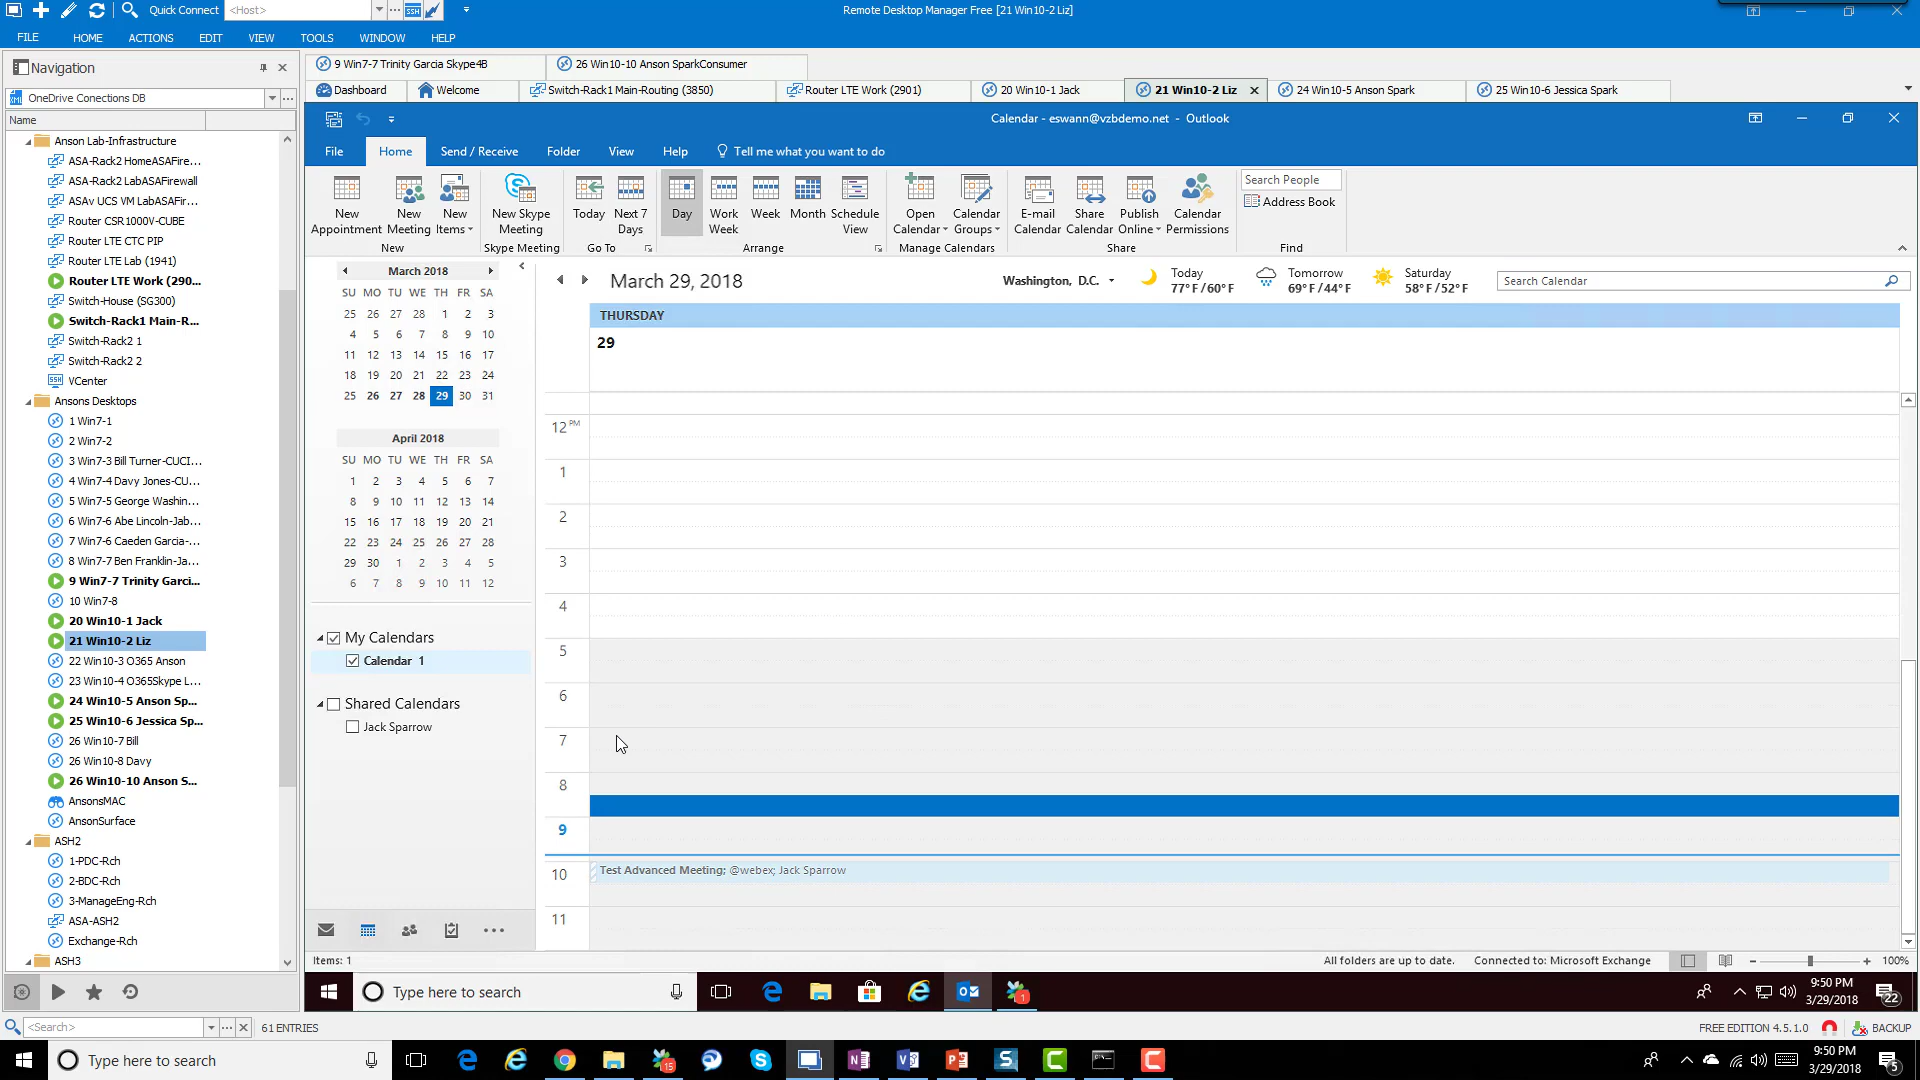 Quick Connect <Host> Remote Desktop Manager Free [21 Win10-2 Liz]
FILE HOME ACTIONS EDIT VIEW TOOLS WINDOW HELP
Navigation
OneDrive Conections DB
Name
Anson Lab-Infrastructure
ASA-Rack2 HomeASAFire...
ASA-Rack2 LabASAFirewall
ASAv UCS VM LabASAFir...
Router CSR1000V-CUBE
Router LTE CTC PIP
Router LTE Lab (1941)
Router LTE Work (290...
Switch-House (SG300)
Switch-Rack1 Main-R...
Switch-Rack2 1
Switch-Rack2 2
VCenter
Ansons Desktops
1 Win7-1
2 Win7-2
3 Win7-3 Bill Turner-CUCI...
4 Win7-4 Davy Jones-CU...
5 Win7-5 George Washin...
6 Win7-6 Abe Lincoln-Jab...
7 Win7-6 Caeden Garcia-...
8 Win7-7 Ben Franklin-Ja...
9 Win7-7 Trinity Garci...
10 Win7-8
20 Win10-1 Jack
21 Win10-2 Liz
22 Win10-3 O365 Anson
23 Win10-4 O365Skype L...
24 Win10-5 Anson Sp...
25 Win10-6 Jessica Sp...
26 Win10-7 Bill
26 Win10-8 Davy
26 Win10-10 Anson S...
AnsonsMAC
AnsonSurface
ASH2
1-PDC-Rch
2-BDC-Rch
3-ManageEng-Rch
ASA-ASH2
Exchange-Rch
ASH3
<Search> 61 ENTRIES
9 Win7-7 Trinity Garcia Skype4B 26 Win10-10 Anson SparkConsumer
Dashboard Welcome Switch-Rack1 Main-Routing (3850) Router LTE Work (2901) 20 Win10-1 Jack 21 Win10-2 Liz 24 Win10-5 Anson Spark 25 Win10-6 Jessica Spark
Calendar - eswann@vzbdemo.net - Outlook
File Home Send / Receive Folder View Help Tell me what you want to do
New Appointment New Meeting New Items New Skype Meeting Today Next 7 Days Day Work Week Week Month Schedule View Open Calendar Calendar Groups E-mail Calendar Share Calendar Publish Online Calendar Permissions Search People
Address Book
New Skype Meeting Go To Arrange Manage Calendars Share Find
March 2018
SU MO TU WE TH FR SA
25 26 27 28 1 2 3
4 5 6 7 8 9 10
11 12 13 14 15 16 17
18 19 20 21 22 23 24
25 26 27 28 29 30 31
April 2018
SU MO TU WE TH FR SA
1 2 3 4 5 6 7
8 9 10 11 12 13 14
15 16 17 18 19 20 21
22 23 24 25 26 27 28
29 30 1 2 3 4 5
6 7 8 9 10 11 12
My Calendars
Calendar 1
Shared Calendars
Jack Sparrow
March 29, 2018 Washington, D.C. Today 77°F/60°F Tomorrow 69°F/44°F Saturday 58°F/52°F Search Calendar
THURSDAY
29
12 PM
1
2
3
4
5
6
7
8
9
10 Test Advanced Meeting; @webex; Jack Sparrow
11
Items: 1 All folders are up to date. Connected to: Microsoft Exchange 100%
Type here to search 1 9:50 PM
3/29/2018 22
FREE EDITION 4.5.1.0 BACKUP
Type here to search 15 9:50 PM
3/29/2018 5